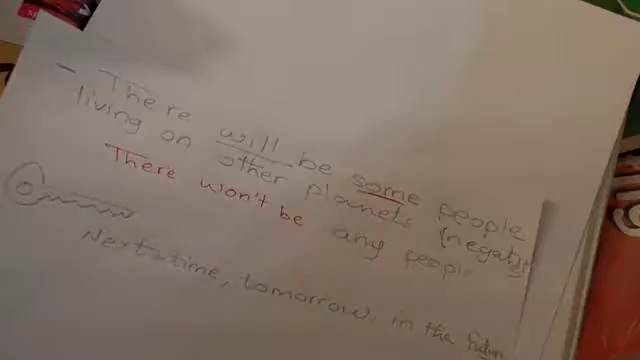 - There will be some people
living on other planets (negative
There won't be any people
Next time, tomorrow, in the future